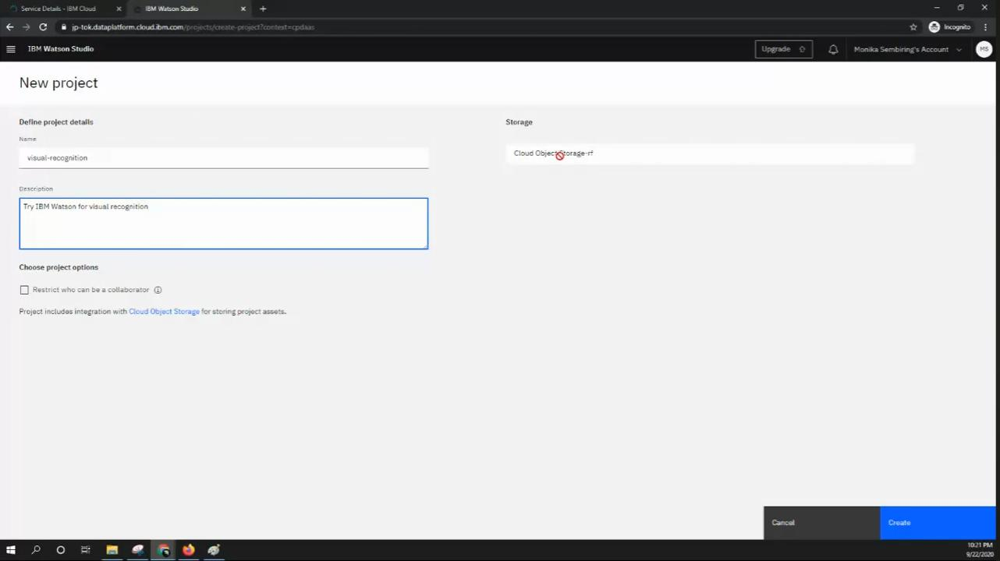 Service Details - IBM Cloud
IBM Watson Studio
jp-tok.dataplatform.cloud.ibm.com/projects/create-project?context=cpdaas
Incognito
IBM Watson Studio
Upgrade
Monika Sembiring's Account
MS
New project
Define project details
Storage
Name
visual-recognition
Cloud Object Storage-rf
Description
Try IBM Watson for visual recognition
Choose project options
Restrict who can be a collaborator
Project includes integration with Cloud Object Storage for storing project assets.
Cancel
Create
10:21 PM
9/22/2020